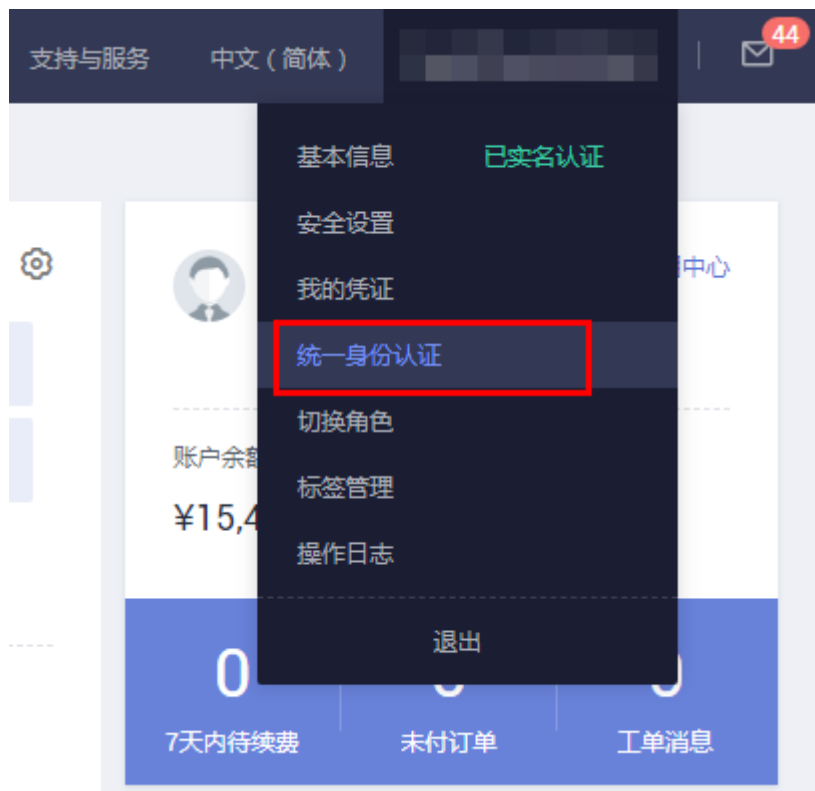 支持与服务 中文（简体） 44
基本信息 已实名认证
安全设置
中心
我的凭证
统一身份认证
切换角色
账户余额
标签管理
¥15,4
操作日志
退出
0
7天内待续费 未付订单 工单消息